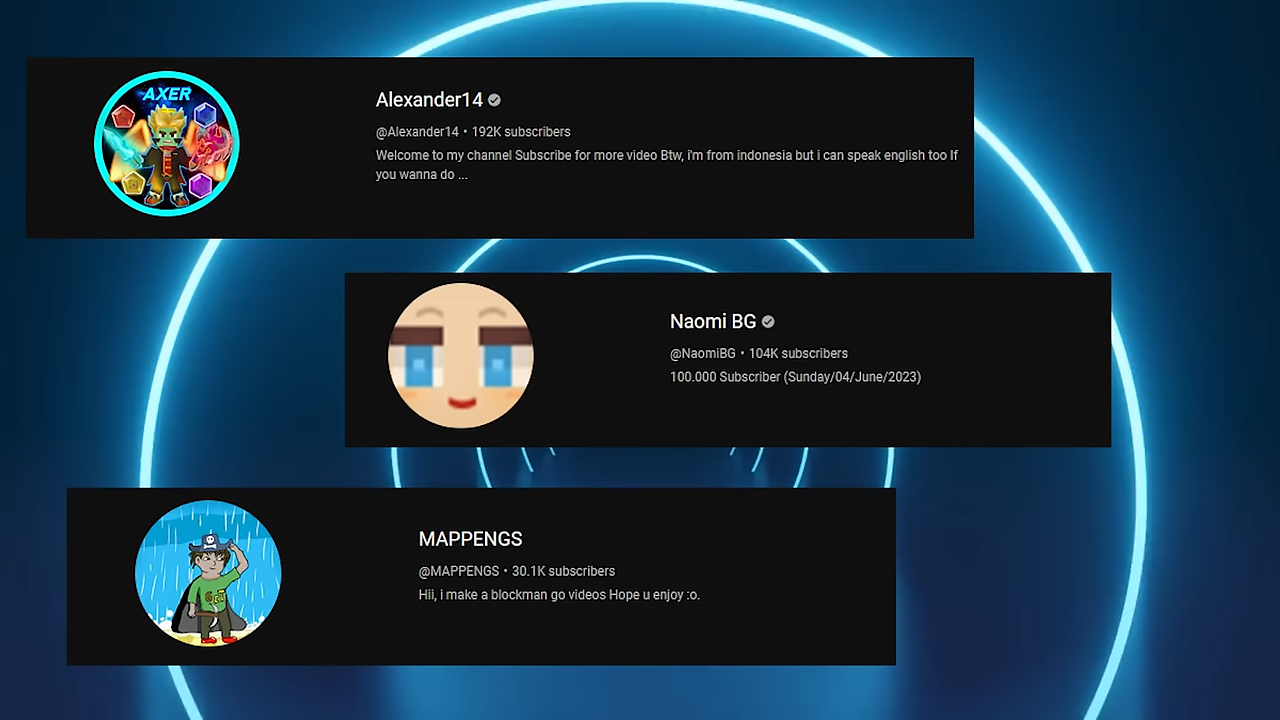 AXER
Alexander14
@Alexander14 • 192K subscribers
Welcome to my channel Subscribe for more video Btw, i'm from indonesia but i can speak english too If
you wanna do ...
Naomi BG
@NaomiBG • 104K subscribers
100.000 Subscriber (Sunday/04/June/2023)
MAPPENGS
@MAPPENGS • 30.1K subscribers
Hii, i make a blockman go videos Hope u enjoy :o.